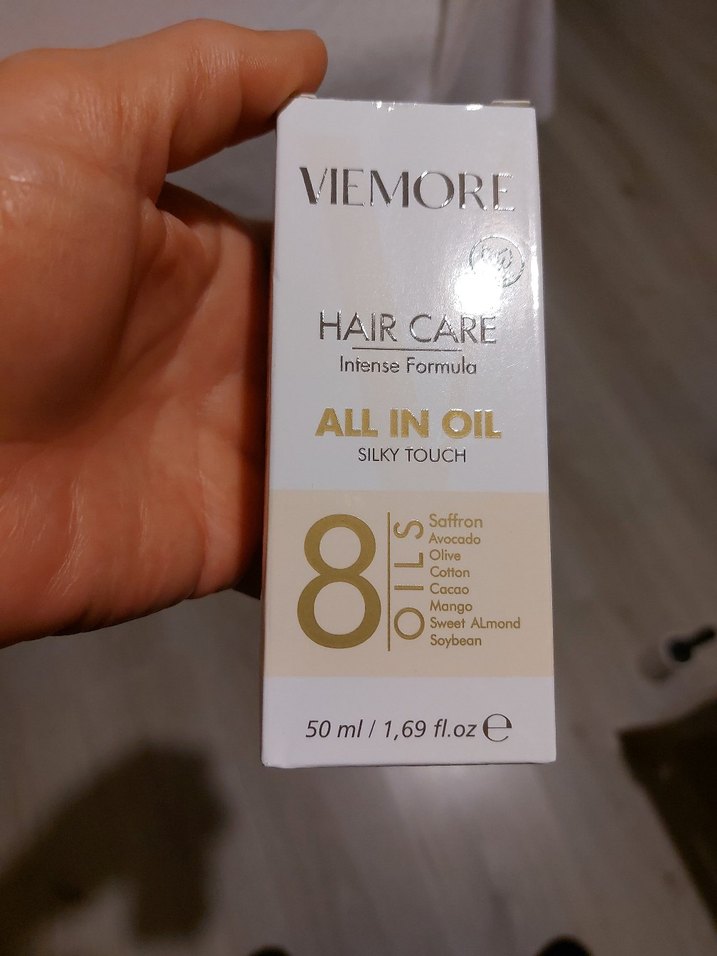 VIEMORE
HAIR CARE
Intense Formula
ALL IN OIL
SILKY TOUCH
8
OILS
Saffron
Avocado
Olive
Cotton
Cacao
Mango
Sweet ALmond
Soybean
50 ml / 1,69 fl.oz ℮